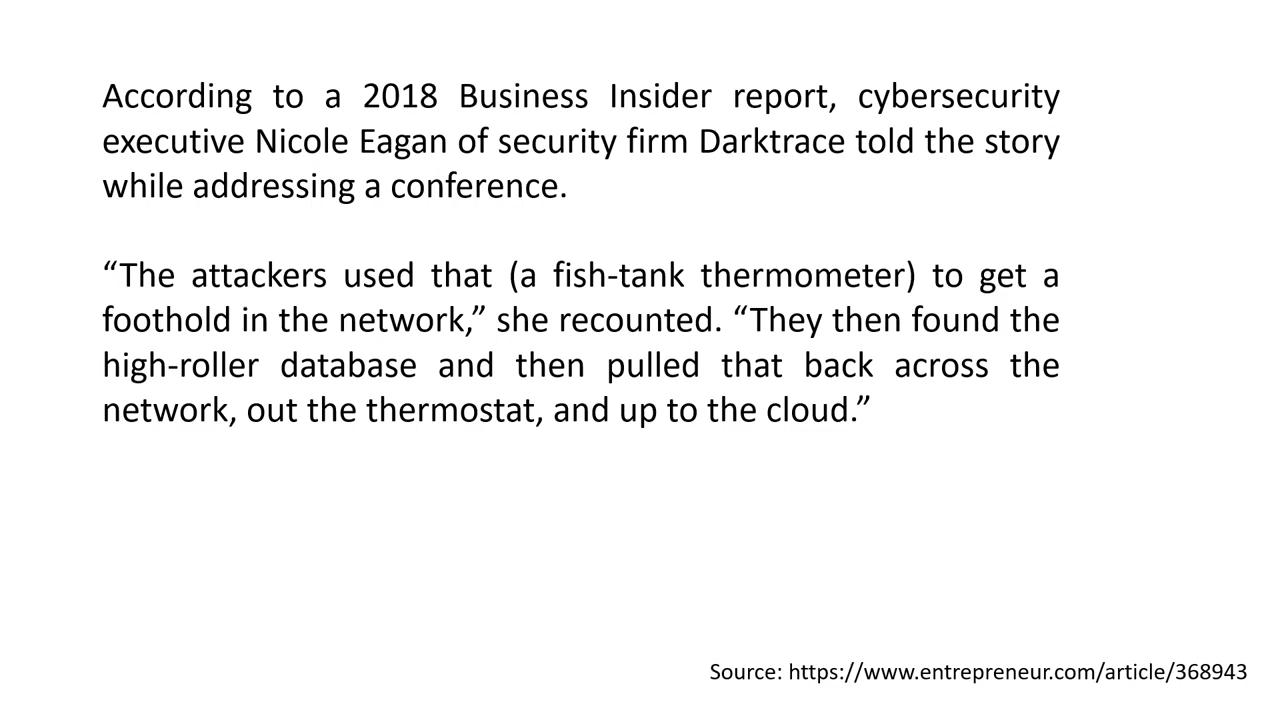 According to a 2018 Business Insider report, cybersecurity
executive Nicole Eagan of security firm Darktrace told the story
while addressing a conference.
“The attackers used that (a fish-tank thermometer) to get a
foothold in the network,” she recounted. “They then found the
high-roller database and then pulled that back across the
network, out the thermostat, and up to the cloud.”
Source: https://www.entrepreneur.com/article/368943